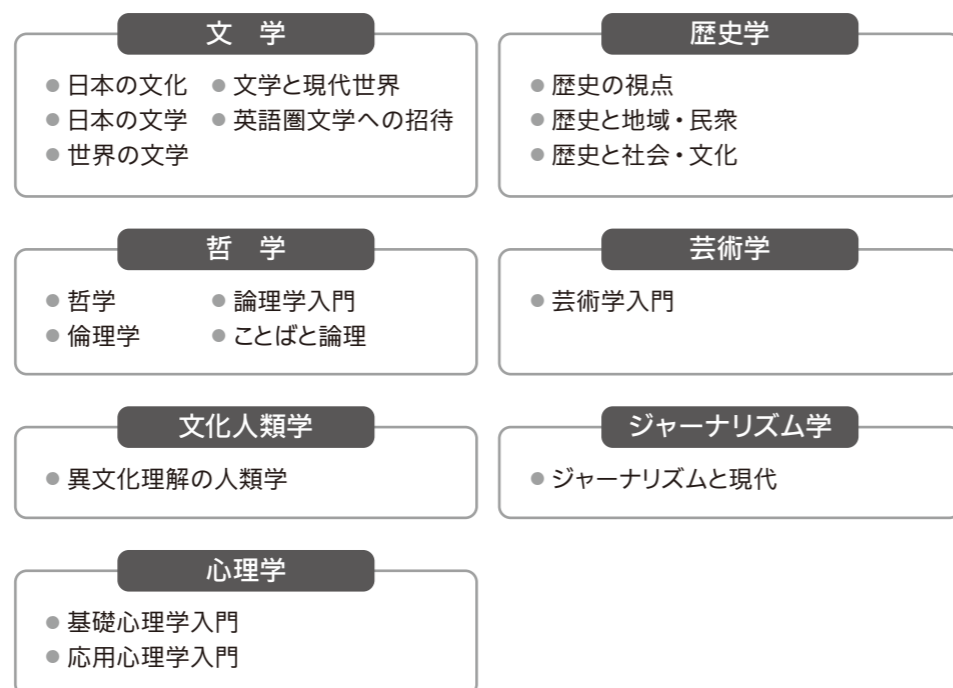 文　学
● 日本の文化　● 文学と現代世界
● 日本の文学　● 英語圏文学への招待
● 世界の文学
歴史学
● 歴史の視点
● 歴史と地域・民衆
● 歴史と社会・文化
哲　学
● 哲学　● 論理学入門
● 倫理学　● ことばと論理
芸術学
● 芸術学入門
文化人類学
● 異文化理解の人類学
ジャーナリズム学
● ジャーナリズムと現代
心理学
● 基礎心理学入門
● 応用心理学入門